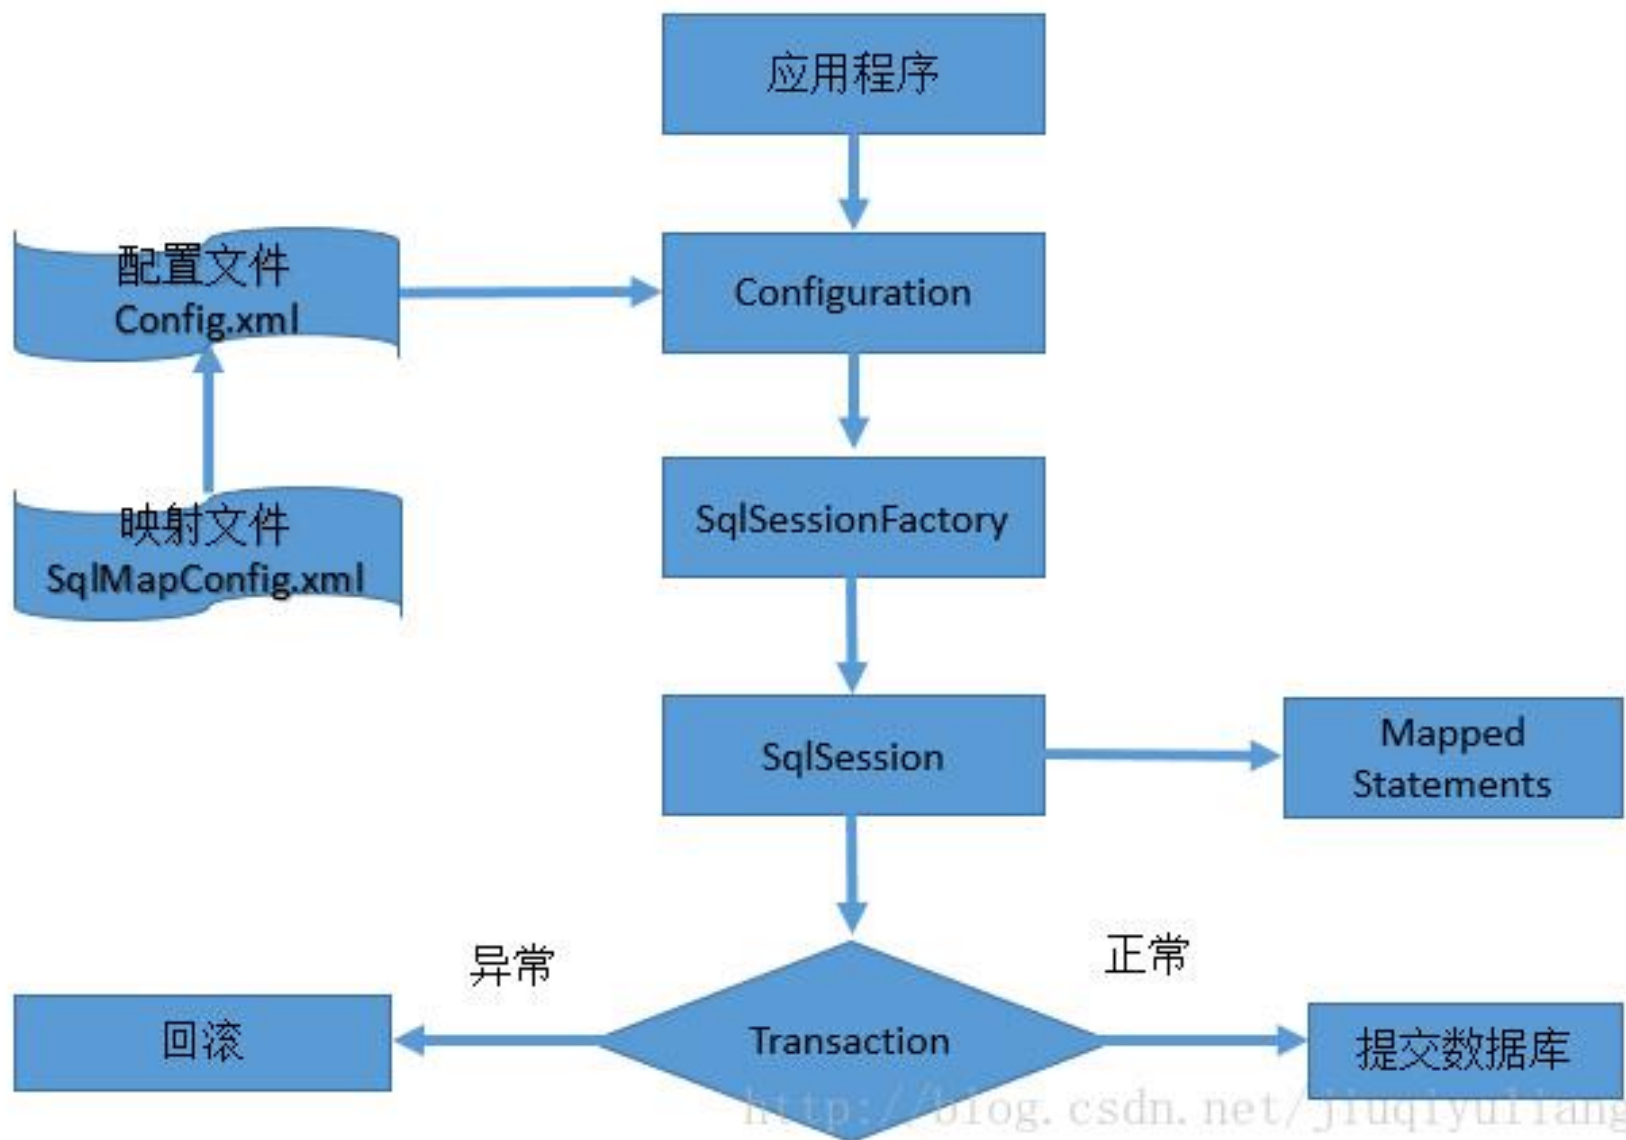 应用程序
配置文件
Config.xml
Configuration
映射文件
SqlMapConfig.xml
SqlSessionFactory
SqlSession
Mapped
Statements
异常
正常
回滚
Transaction
提交数据库
http://blog.csdn.net/jiuqiyuliang